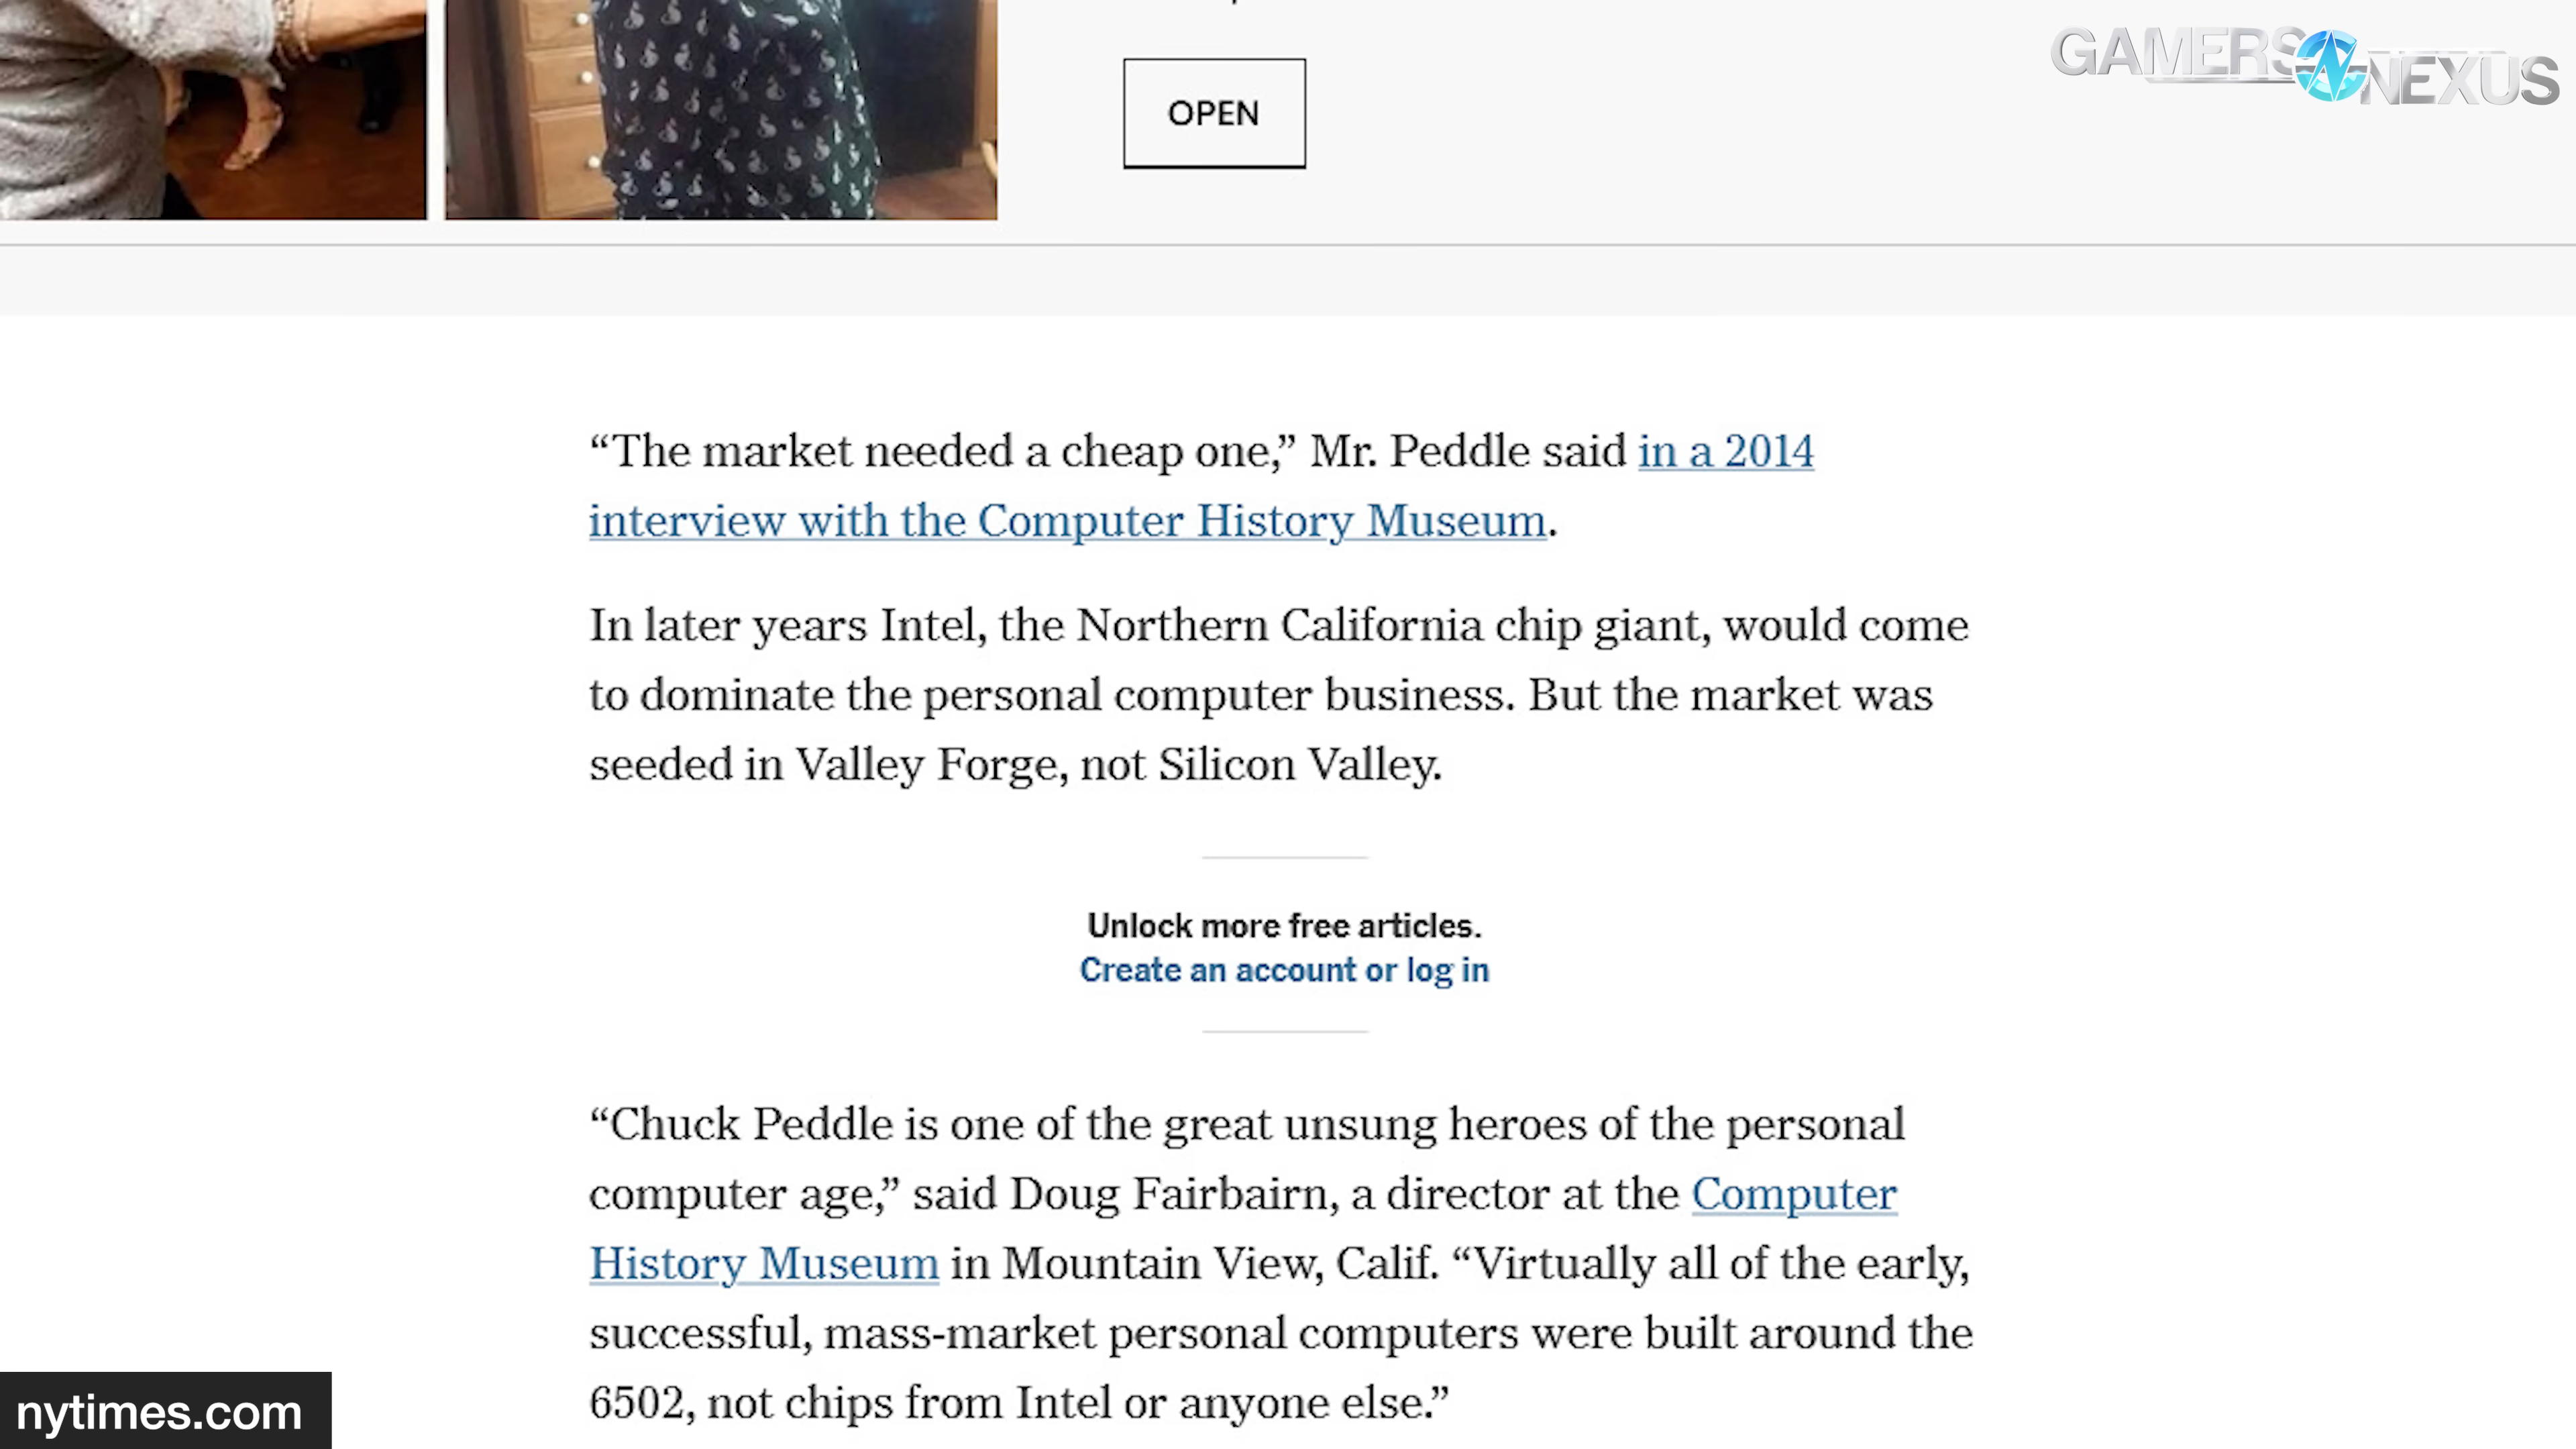 GAMERS NEXUS
OPEN
“The market needed a cheap one,” Mr. Peddle said in a 2014
interview with the Computer History Museum.
In later years Intel, the Northern California chip giant, would come
to dominate the personal computer business. But the market was
seeded in Valley Forge, not Silicon Valley.
Unlock more free articles.
Create an account or log in
“Chuck Peddle is one of the great unsung heroes of the personal
computer age,” said Doug Fairbairn, a director at the Computer
History Museum in Mountain View, Calif. “Virtually all of the early,
successful, mass-market personal computers were built around the
6502, not chips from Intel or anyone else.”
nytimes.com